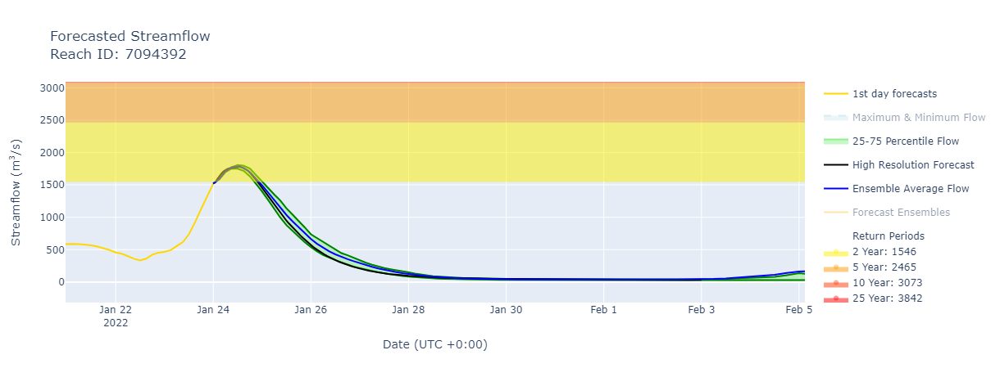 Forecasted Streamflow
Reach ID: 7094392
Streamflow (m³/s)
3000
2500
2000
1500
1000
500
0
Jan 22
2022
Jan 24
Jan 26
Jan 28
Jan 30
Feb 1
Feb 3
Feb 5
Date (UTC +0:00)
1st day forecasts
Maximum & Minimum Flow
25-75 Percentile Flow
High Resolution Forecast
Ensemble Average Flow
Forecast Ensembles
Return Periods
2 Year: 1546
5 Year: 2465
10 Year: 3073
25 Year: 3842